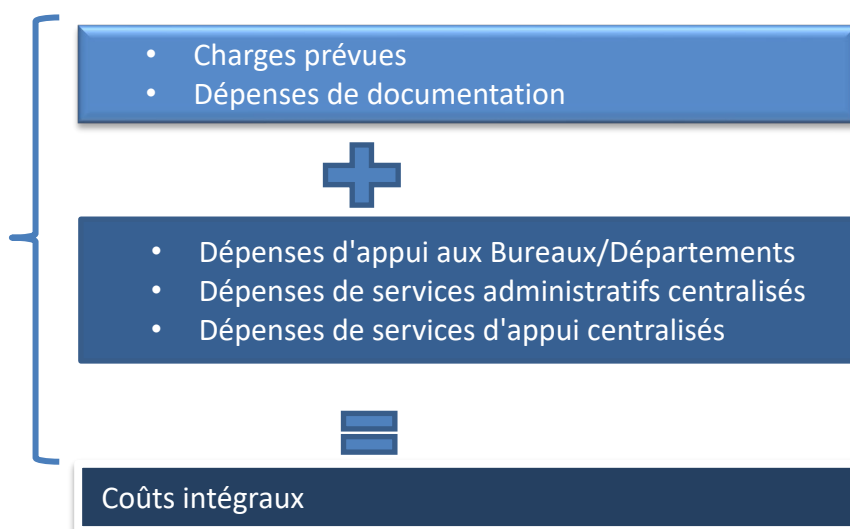 • Charges prévues
• Dépenses de documentation
• Dépenses d'appui aux Bureaux/Départements
• Dépenses de services administratifs centralisés
• Dépenses de services d'appui centralisés
Coûts intégraux